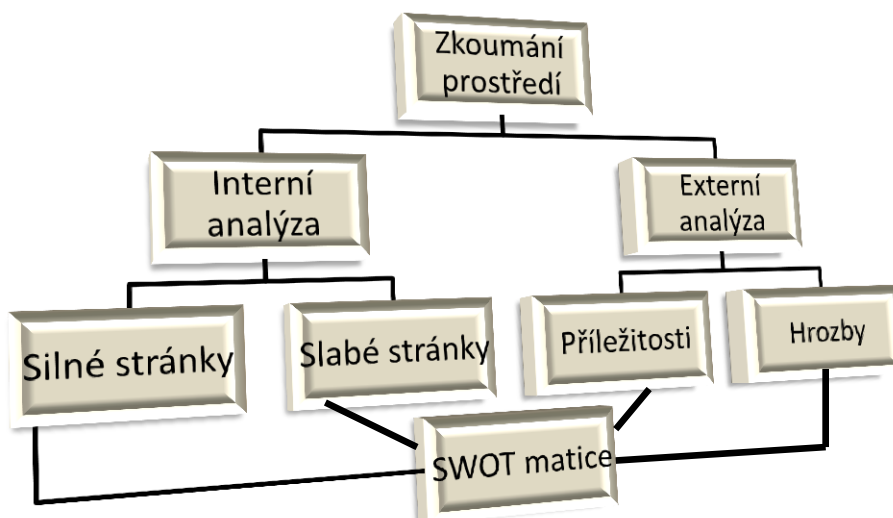 Zkoumání
prostředí
Interní
analýza
Externí
analýza
Silné stránky
Slabé stránky
Příležitosti
Hrozby
SWOT matice